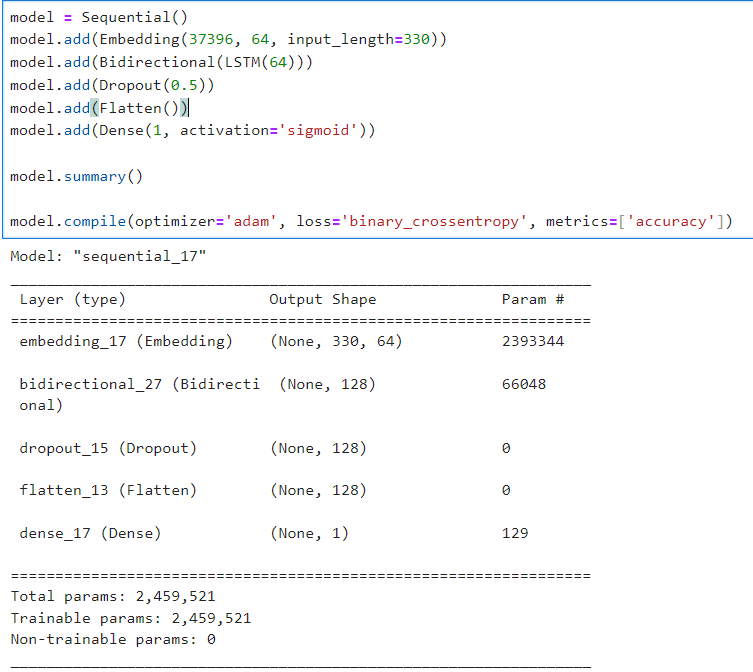 model = Sequential()
model.add(Embedding(37396, 64, input_length=330))
model.add(Bidirectional(LSTM(64)))
model.add(Dropout(0.5))
model.add(Flatten())
model.add(Dense(1, activation='sigmoid'))
model.summary()
model.compile(optimizer='adam', loss='binary_crossentropy', metrics=['accuracy'])
Model: "sequential_17"
_________________________________________________________________
Layer (type) Output Shape Param #
=================================================================
embedding_17 (Embedding) (None, 330, 64) 2393344
bidirectional_27 (Bidirecti (None, 128) 66048
onal)
dropout_15 (Dropout) (None, 128) 0
flatten_13 (Flatten) (None, 128) 0
dense_17 (Dense) (None, 1) 129
=================================================================
Total params: 2,459,521
Trainable params: 2,459,521
Non-trainable params: 0
_________________________________________________________________